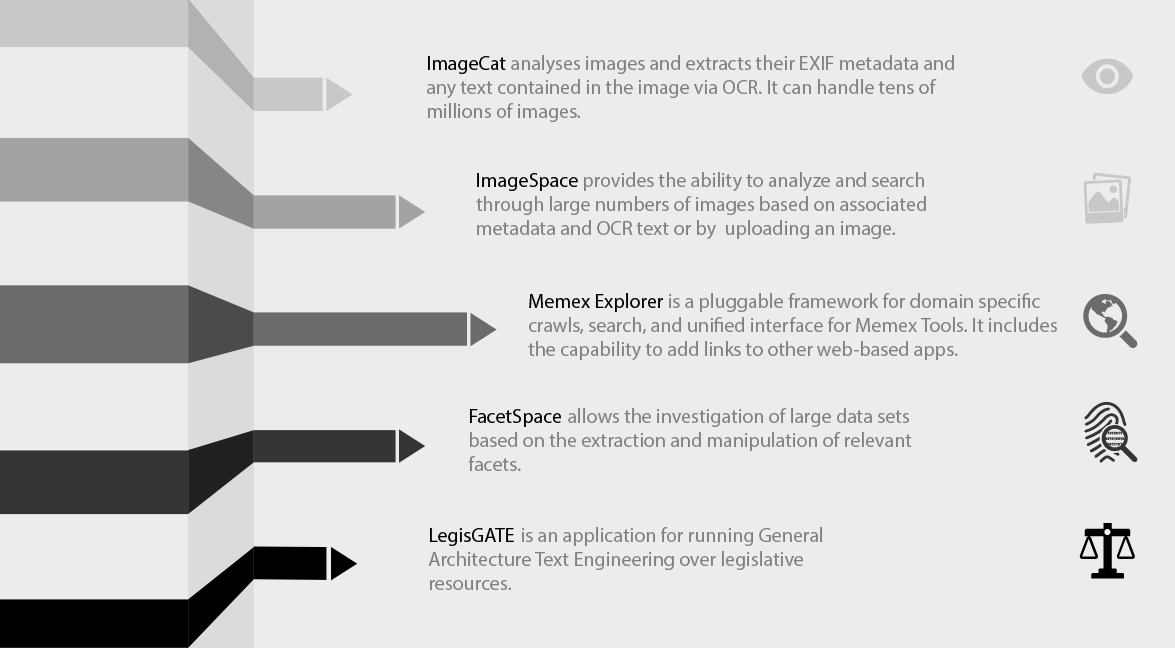 ImageCat analyses images and extracts their EXIF metadata and
any text contained in the image via OCR. It can handle tens of
millions of images.
ImageSpace provides the ability to analyze and search
through large numbers of images based on associated
metadata and OCR text or by  uploading an image.
Memex Explorer is a pluggable framework for domain specific
crawls, search, and unified interface for Memex Tools. It includes
the capability to add links to other web-based apps.
FacetSpace allows the investigation of large data sets
based on the extraction and manipulation of relevant
facets.
LegisGATE is an application for running General
Architecture Text Engineering over legislative
resources.